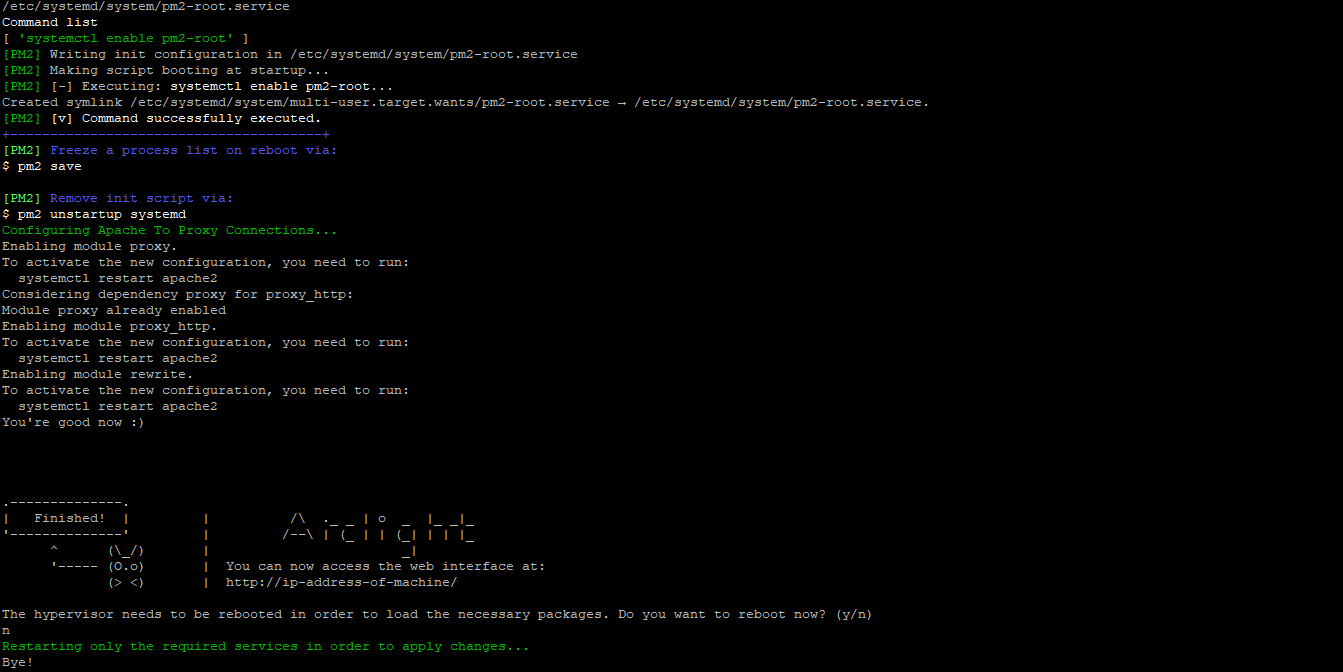 /etc/systemd/system/pm2-root.service
Command list
[ 'systemctl enable pm2-root' ]
[PM2] Writing init configuration in /etc/systemd/system/pm2-root.service
[PM2] Making script booting at startup...
[PM2] [-] Executing: systemctl enable pm2-root...
Created symlink /etc/systemd/system/multi-user.target.wants/pm2-root.service → /etc/systemd/system/pm2-root.service.
[PM2] [v] Command successfully executed.
+---------------------------------------+
[PM2] Freeze a process list on reboot via:
$ pm2 save

[PM2] Remove init script via:
$ pm2 unstartup systemd
Configuring Apache To Proxy Connections...
Enabling module proxy.
To activate the new configuration, you need to run:
  systemctl restart apache2
Considering dependency proxy for proxy_http:
Module proxy already enabled
Enabling module proxy_http.
To activate the new configuration, you need to run:
  systemctl restart apache2
Enabling module rewrite.
To activate the new configuration, you need to run:
  systemctl restart apache2
You're good now :)

.--------------.
|   Finished!  |         |          /\  ._ _ | o  _  |_ _|_
'--------------'         |         /--\ | (_ | | (_| | | |_
      ^      (\_/)       |                        _|
      '----- (O.o)       |  You can now access the web interface at:
             (> <)       |  http://ip-address-of-machine/

The hypervisor needs to be rebooted in order to load the necessary packages. Do you want to reboot now? (y/n)
n
Restarting only the required services in order to apply changes...
Bye!